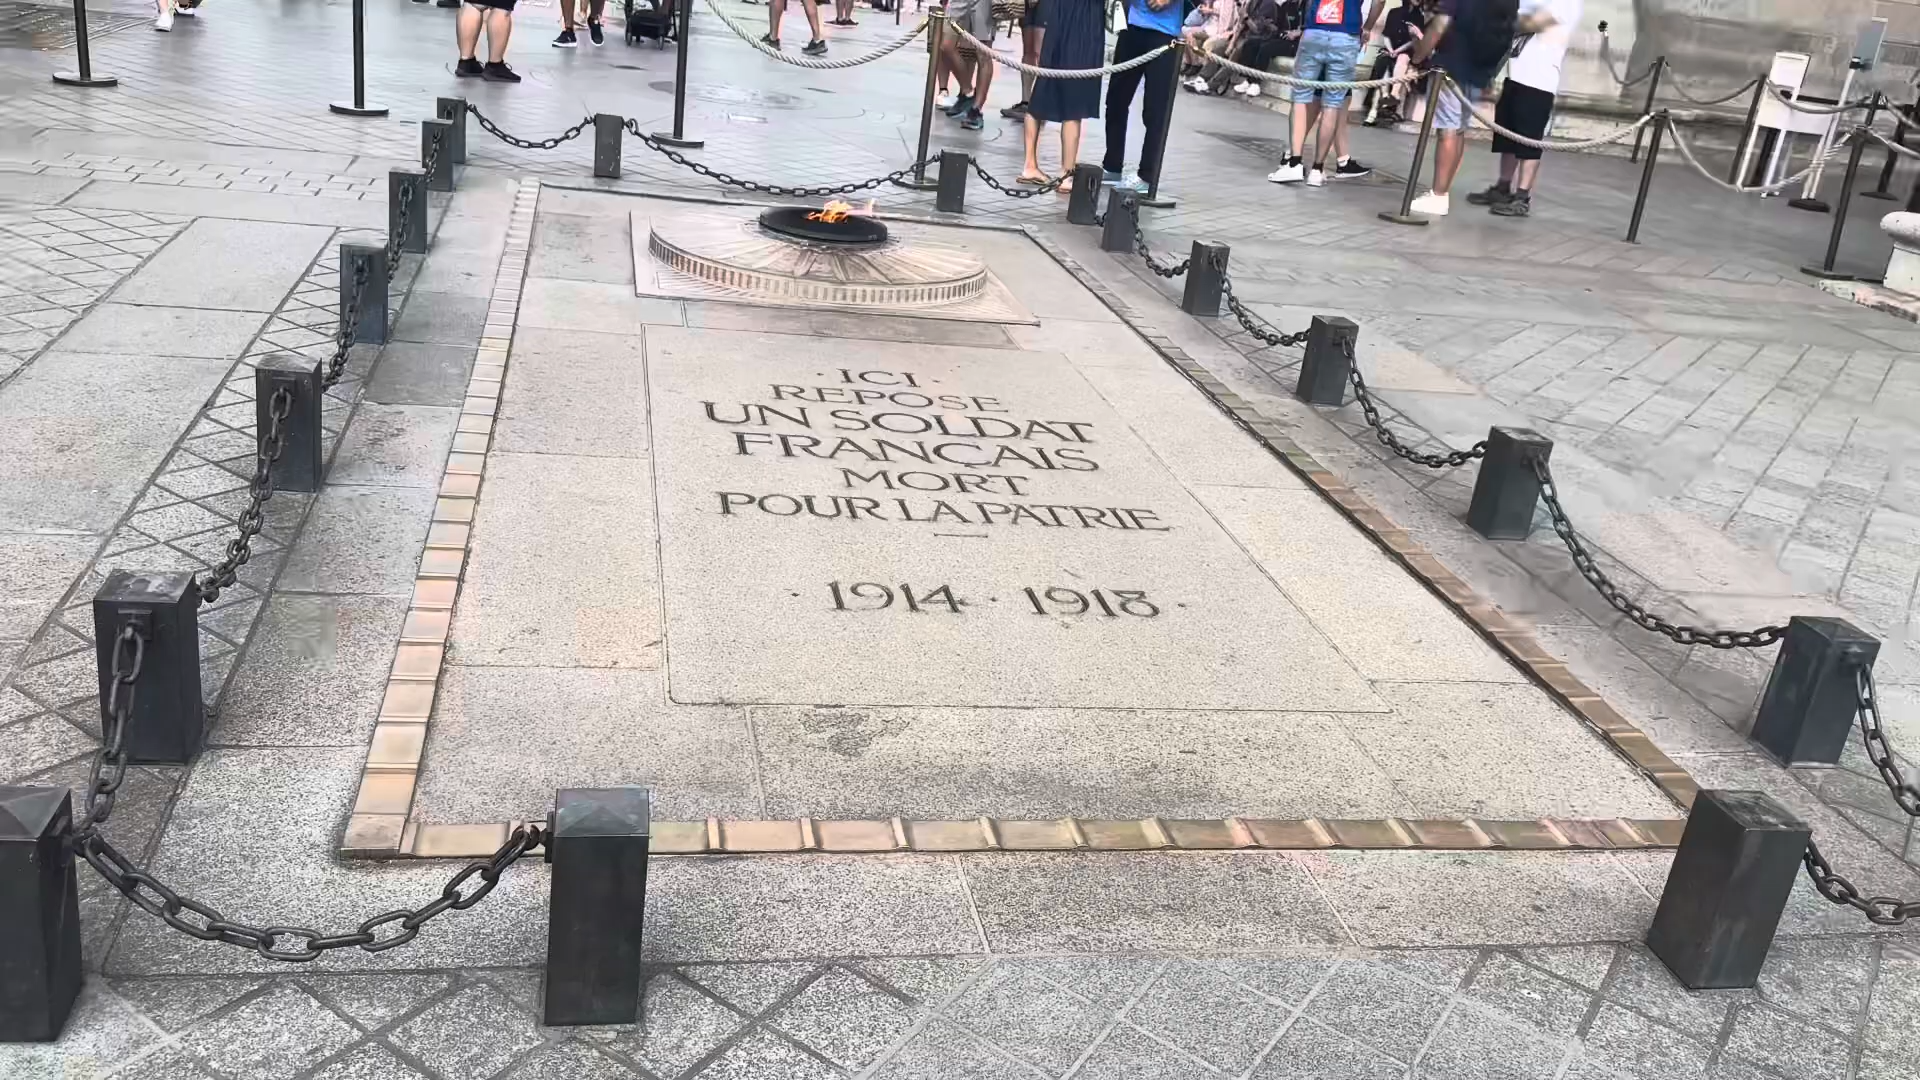 · ICI ·
REPOSE
UN SOLDAT
FRANÇAIS
MORT
POUR LA PATRIE
· 1914 · 1918 ·